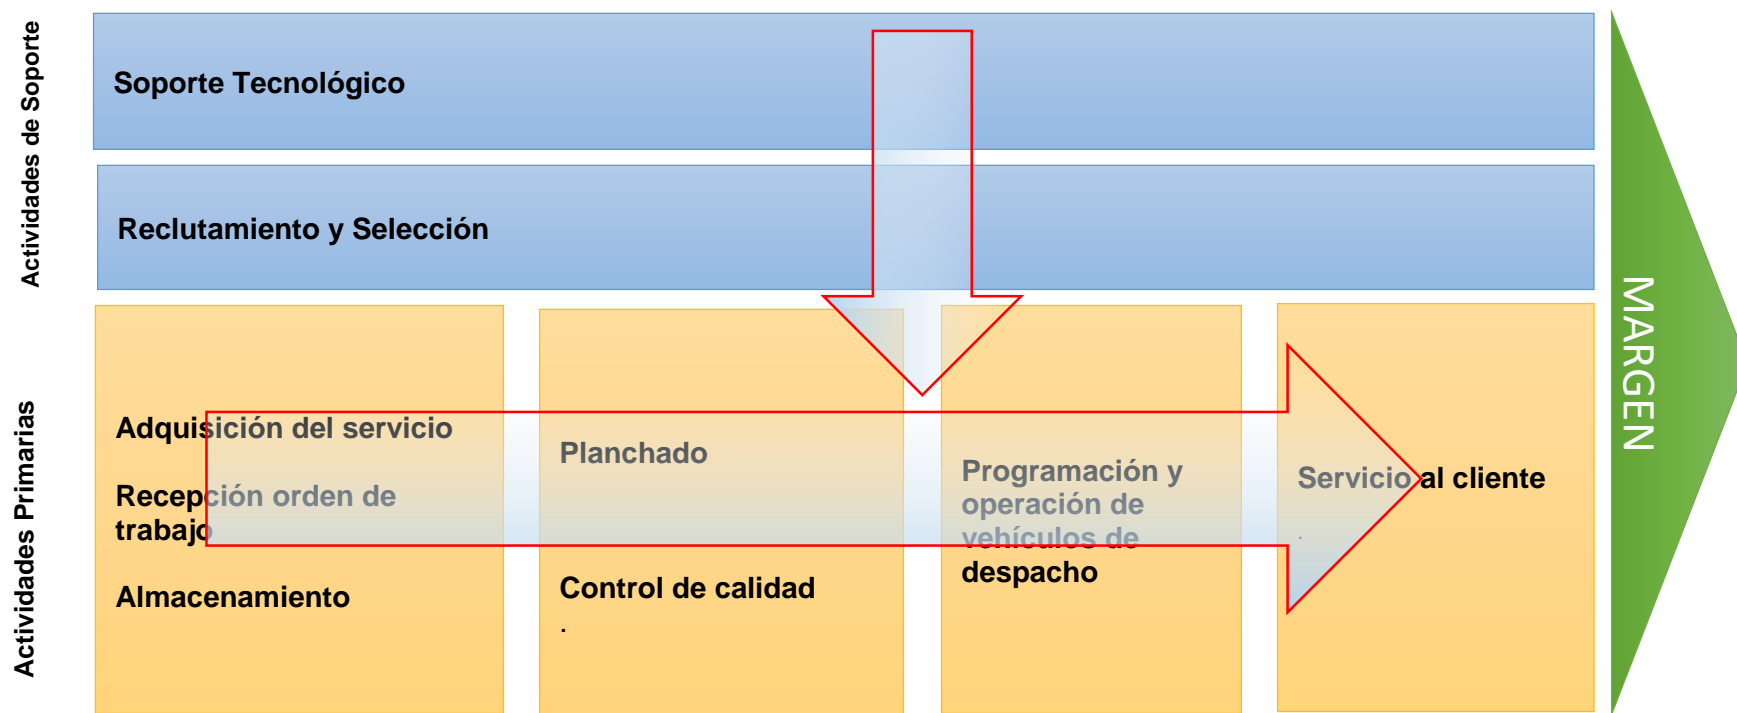 Actividades de Soporte
Soporte Tecnológico
Reclutamiento y Selección
Actividades Primarias
Adquisición del servicio
Recepción orden de
trabajo
Almacenamiento
Planchado
Control de calidad
.
Programación y
operación de
vehículos de
despacho
Servicio al cliente
.
MARGEN